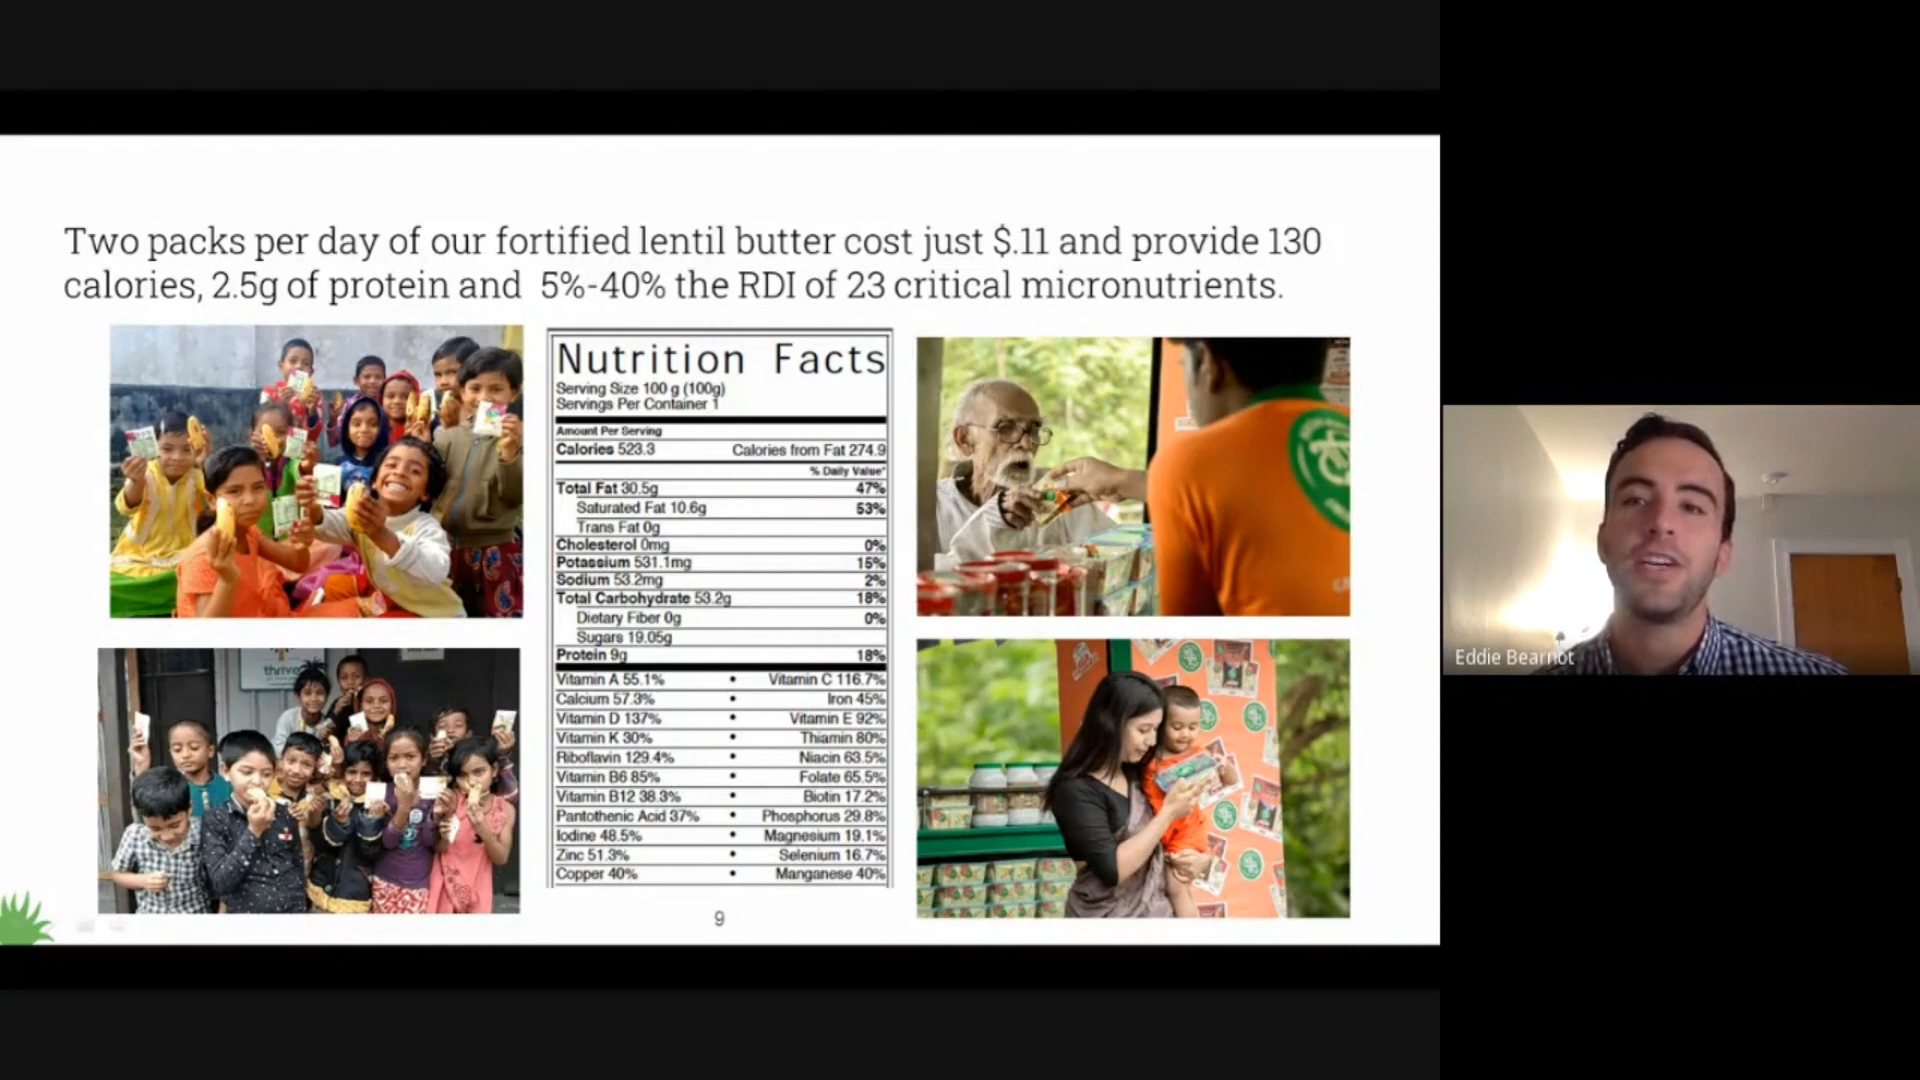 Two packs per day of our fortified lentil butter cost just $.11 and provide 130
calories, 2.5g of protein and 5%-40% the RDI of 23 critical micronutrients.
Nutrition Facts
Serving Size 100 g (100g)
Servings Per Container 1
Amount Per Serving
Calories 523.3 Calories from Fat 274.9
% Daily Value*
Total Fat 30.5g 47%
Saturated Fat 10.6g 53%
Trans Fat 0g
Cholesterol 0mg 0%
Potassium 531.1mg 15%
Sodium 53.2mg 2%
Total Carbohydrate 53.2g 18%
Dietary Fiber 0g 0%
Sugars 19.05g
Protein 9g 18%
Vitamin A 55.1% • Vitamin C 116.7%
Calcium 57.3% • Iron 45%
Vitamin D 137% • Vitamin E 92%
Vitamin K 30% • Thiamin 80%
Riboflavin 129.4% • Niacin 63.5%
Vitamin B6 85% • Folate 65.5%
Vitamin B12 38.3% • Biotin 17.2%
Pantothenic Acid 37% • Phosphorus 29.8%
Iodine 48.5% • Magnesium 19.1%
Zinc 51.3% • Selenium 16.7%
Copper 40% • Manganese 40%
thrive
9
Eddie Bearnot